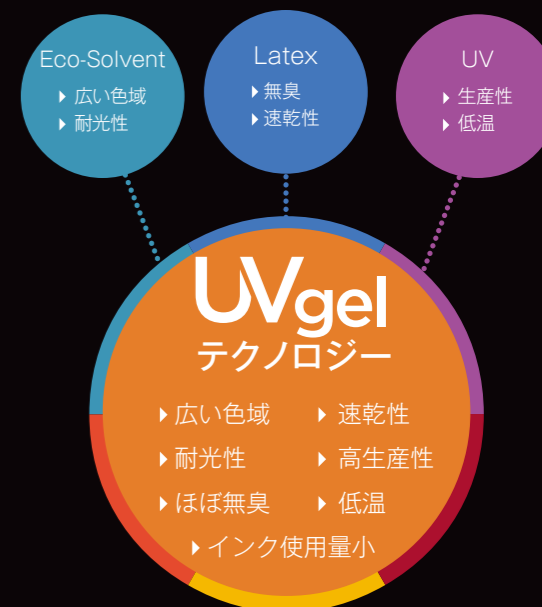 Eco-Solvent
広い色域
耐光性
Latex
無臭
速乾性
UV
生産性
低温
UVgel
テクノロジー
広い色域
速乾性
耐光性
高生産性
ほぼ無臭
低温
インク使用量小